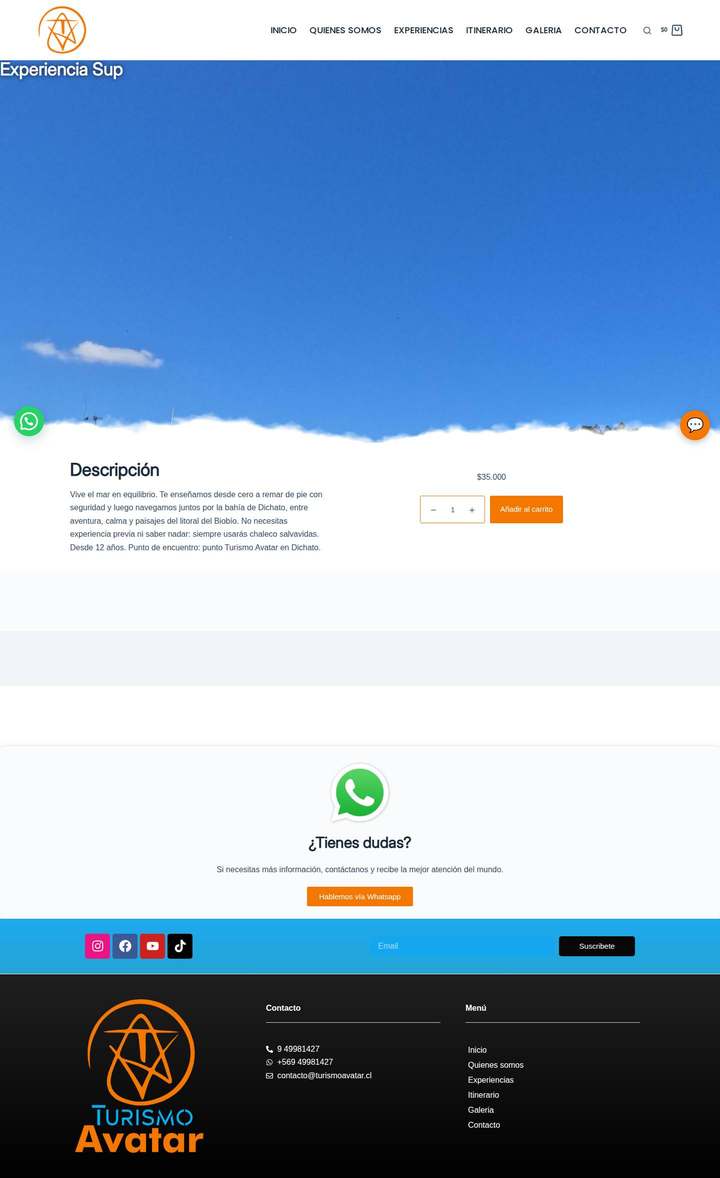 INICIO QUIENES SOMOS EXPERIENCIAS ITINERARIO GALERIA CONTACTO $0
Experiencia Sup
Descripción
Vive el mar en equilibrio. Te enseñamos desde cero a remar de pie con
seguridad y luego navegamos juntos por la bahía de Dichato, entre
aventura, calma y paisajes del litoral del Biobío. No necesitas
experiencia previa ni saber nadar: siempre usarás chaleco salvavidas.
Desde 12 años. Punto de encuentro: punto Turismo Avatar en Dichato.
$35.000
− 1 + Añadir al carrito
¿Tienes dudas?
Si necesitas más información, contáctanos y recibe la mejor atención del mundo.
Hablemos vía Whatsapp
Email Suscribete
TURISMO
Avatar
Contacto
9 49981427
+569 49981427
contacto@turismoavatar.cl
Menú
Inicio
Quienes somos
Experiencias
Itinerario
Galeria
Contacto